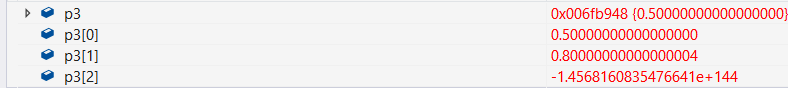 p3 0x006fb948 {0.50000000000000000}
p3[0] 0.50000000000000000
p3[1] 0.80000000000000004
p3[2] -1.4568160835476641e+144